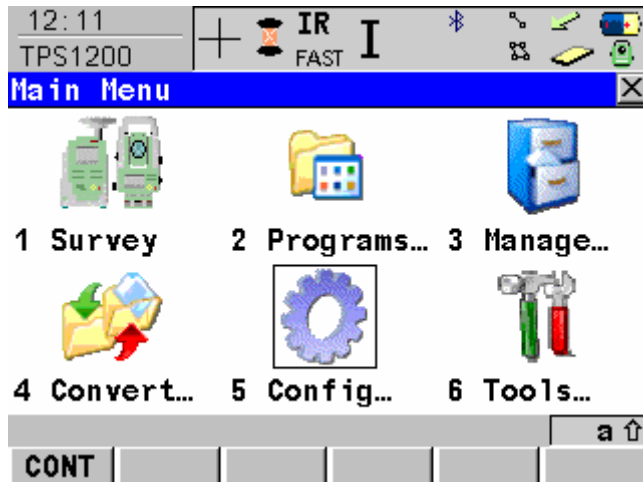 12:11
TPS1200
IR
FAST
I
Main Menu
1 Survey
2 Programs…
3 Manage…
4 Convert…
5 Config…
6 Tools…
a
CONT